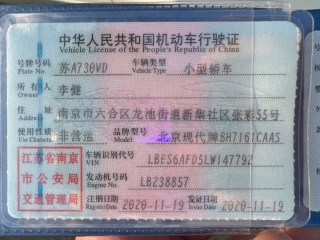 中华人民共和国机动车行驶证
Vehicle License of the People's Republic of China
号牌号码 苏A730VD 车辆类型 小型轿车
Plate No. Vehicle Type
所有人 李健
住址 南京市六合区龙池街道新集社区张彩55号
使用性质 非营运 品牌型号 北京现代牌BH7161CAAS
Use Character
江苏省南京
市公安局
交通管理局
车辆识别代号 LBES6AFD5LW147792
VIN
发动机号码 LB238857
Engine No.
注册日期 2020-11-19 发证日期 2020-11-19
Register Date Issue Date